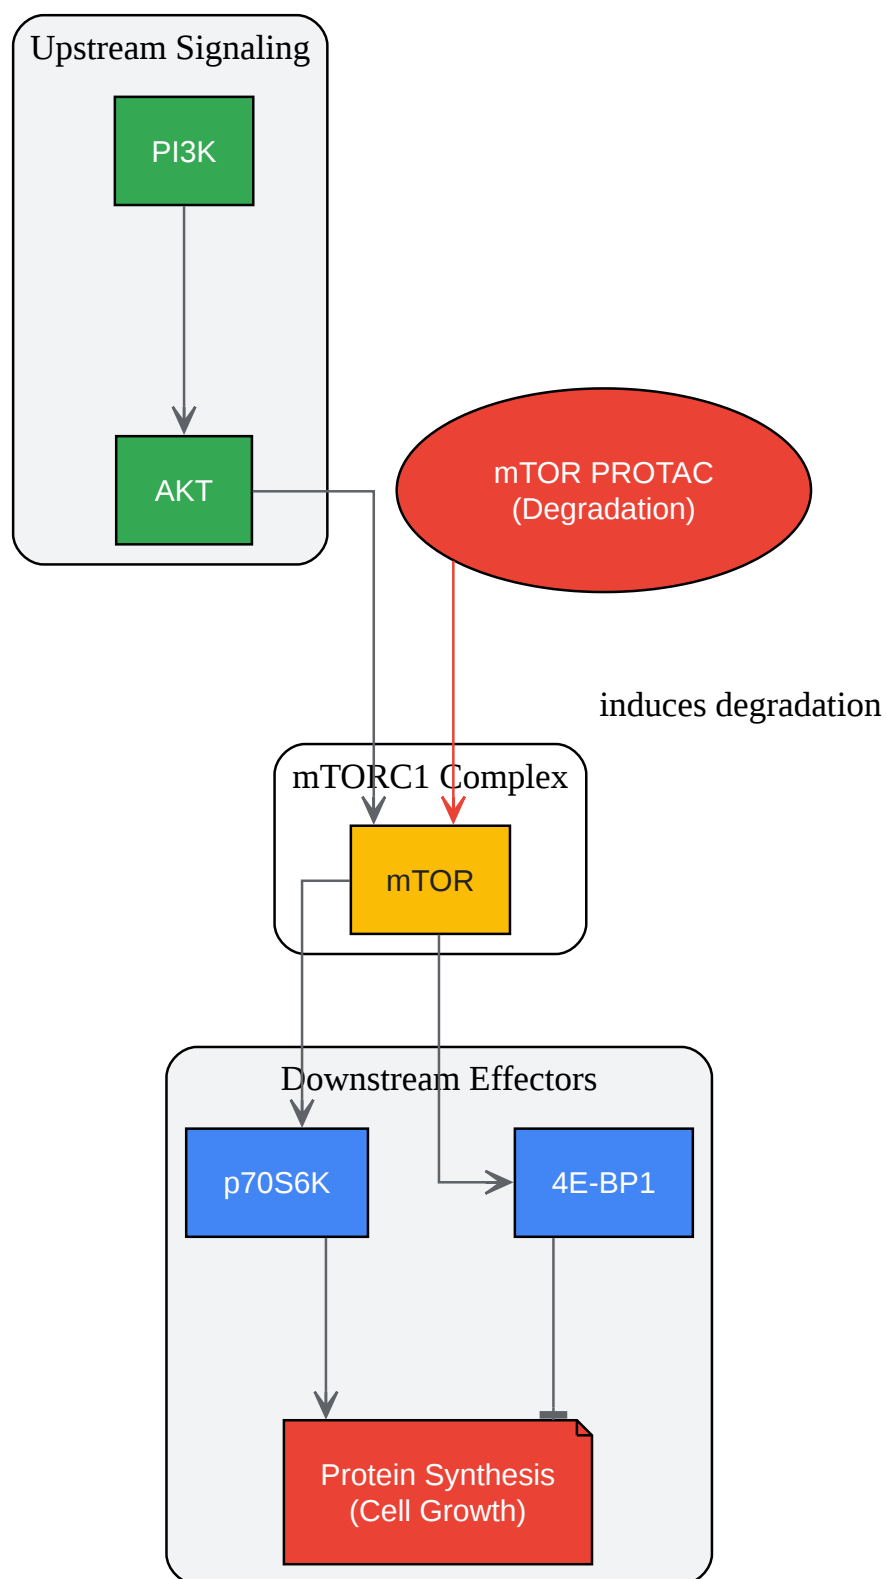 Upstream Signaling
PI3K
AKT
mTOR PROTAC
(Degradation)
induces degradation
mTORC1 Complex
mTOR
Downstream Effectors
p70S6K
4E-BP1
Protein Synthesis
(Cell Growth)